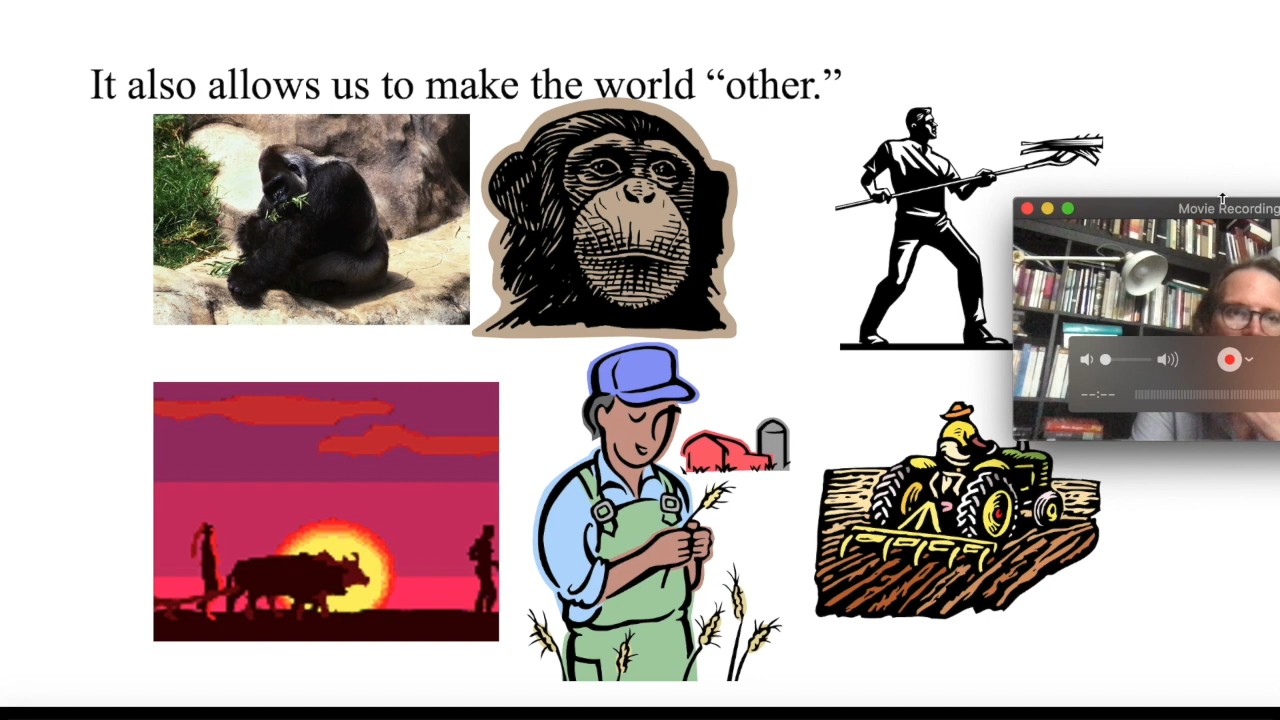 It also allows us to make the world “other.”
Movie Recording
--:--